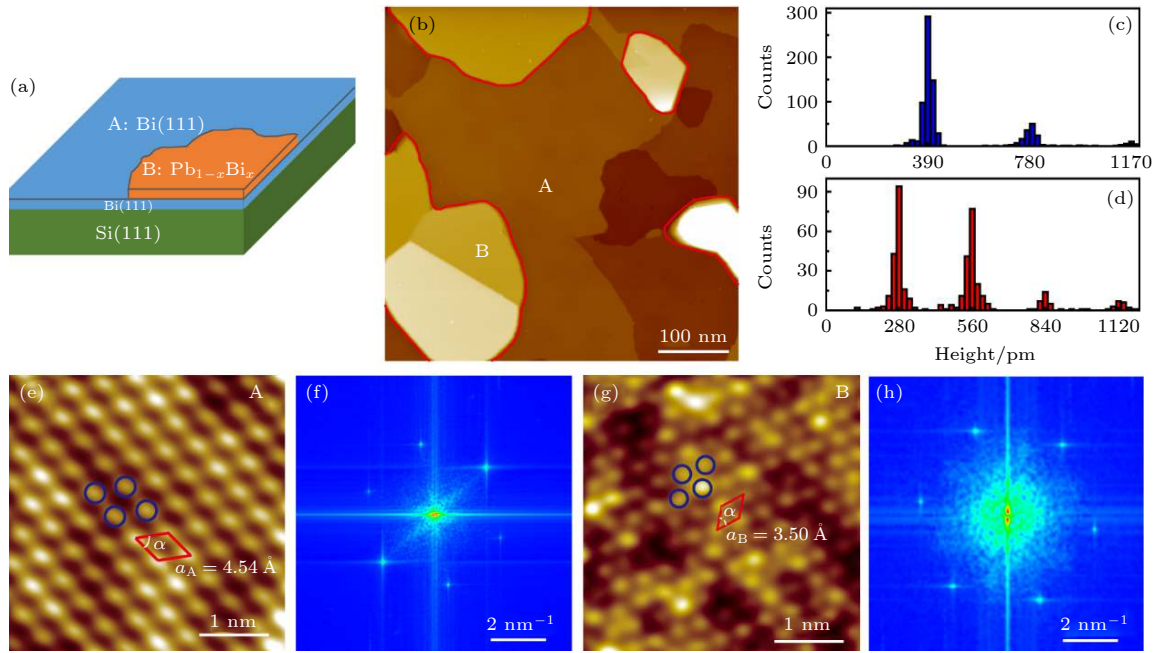 (a)
A: Bi(111)
B: Pb₁₋ₓBiₓ
Bi(111)
Si(111)
(b)
A
B
100 nm
(c)
Counts
300
200
100
0
0 390 780 1170
(d)
Counts
90
60
30
0
0 280 560 840 1120
Height/pm
(e) A
α
a_A = 4.54 Å
1 nm
(f)
2 nm⁻¹
(g) B
α
a_B = 3.50 Å
1 nm
(h)
2 nm⁻¹